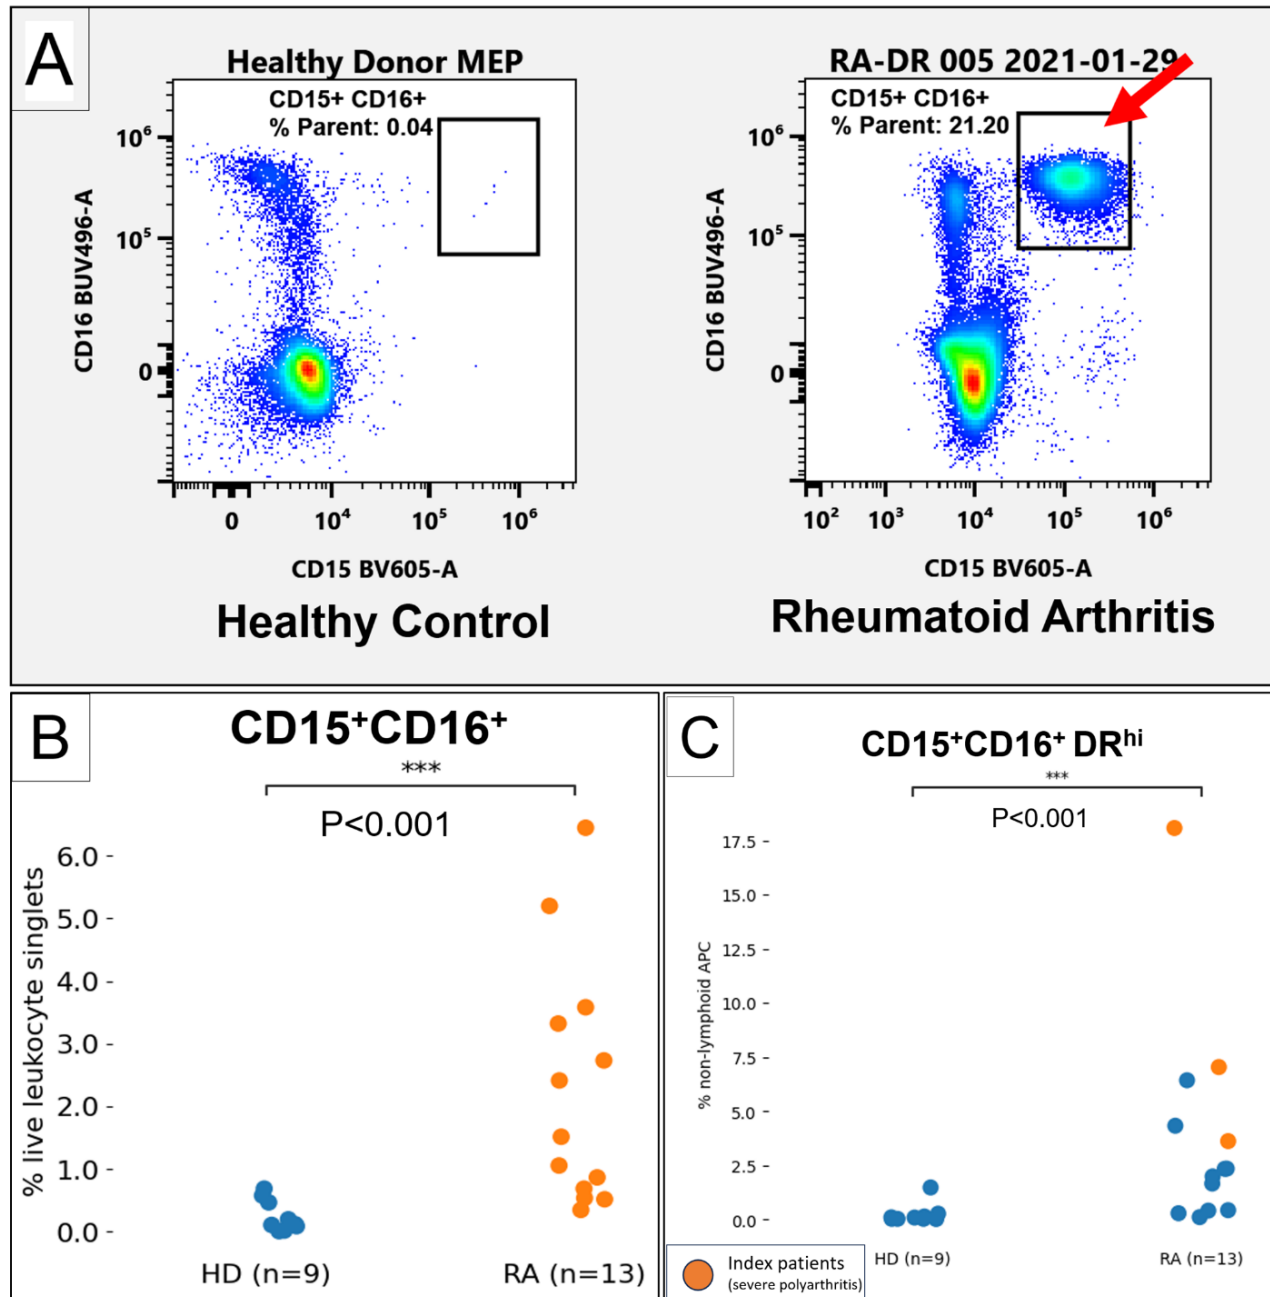 A
Healthy Donor MEP
CD15+ CD16+
% Parent: 0.04
10⁶
10⁵
0
CD16 BUV496-A
0
10⁴
10⁵
10⁶
CD15 BV605-A
Healthy Control
RA-DR 005 2021-01-29
CD15+ CD16+
% Parent: 21.20
10⁶
10⁵
0
CD16 BUV496-A
10²
10³
10⁴
10⁵
10⁶
CD15 BV605-A
Rheumatoid Arthritis
B
CD15⁺CD16⁺
***
P<0.001
% live leukocyte singlets
6.0
5.0
4.0
3.0
2.0
1.0
0.0
HD (n=9)
RA (n=13)
C
CD15⁺CD16⁺ DRʰⁱ
***
P<0.001
% non-lymphoid APC
17.5
15.0
12.5
10.0
7.5
5.0
2.5
0.0
HD (n=9)
RA (n=13)
Index patients
(severe polyarthritis)